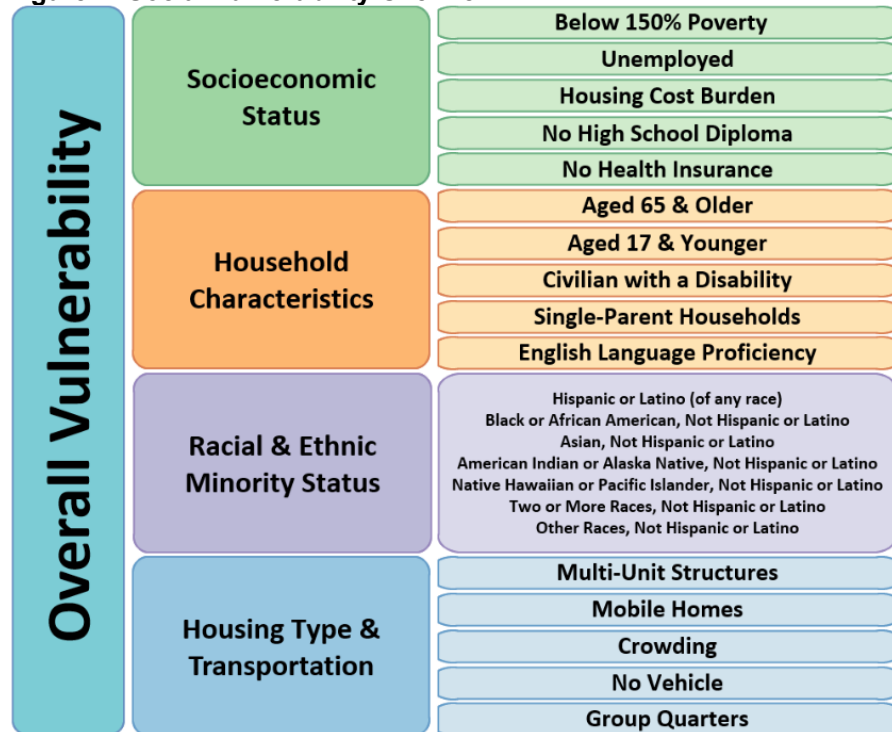 Overall Vulnerability
Socioeconomic
Status
Below 150% Poverty
Unemployed
Housing Cost Burden
No High School Diploma
No Health Insurance
Household
Characteristics
Aged 65 & Older
Aged 17 & Younger
Civilian with a Disability
Single-Parent Households
English Language Proficiency
Racial & Ethnic
Minority Status
Hispanic or Latino (of any race)
Black or African American, Not Hispanic or Latino
Asian, Not Hispanic or Latino
American Indian or Alaska Native, Not Hispanic or Latino
Native Hawaiian or Pacific Islander, Not Hispanic or Latino
Two or More Races, Not Hispanic or Latino
Other Races, Not Hispanic or Latino
Housing Type &
Transportation
Multi-Unit Structures
Mobile Homes
Crowding
No Vehicle
Group Quarters